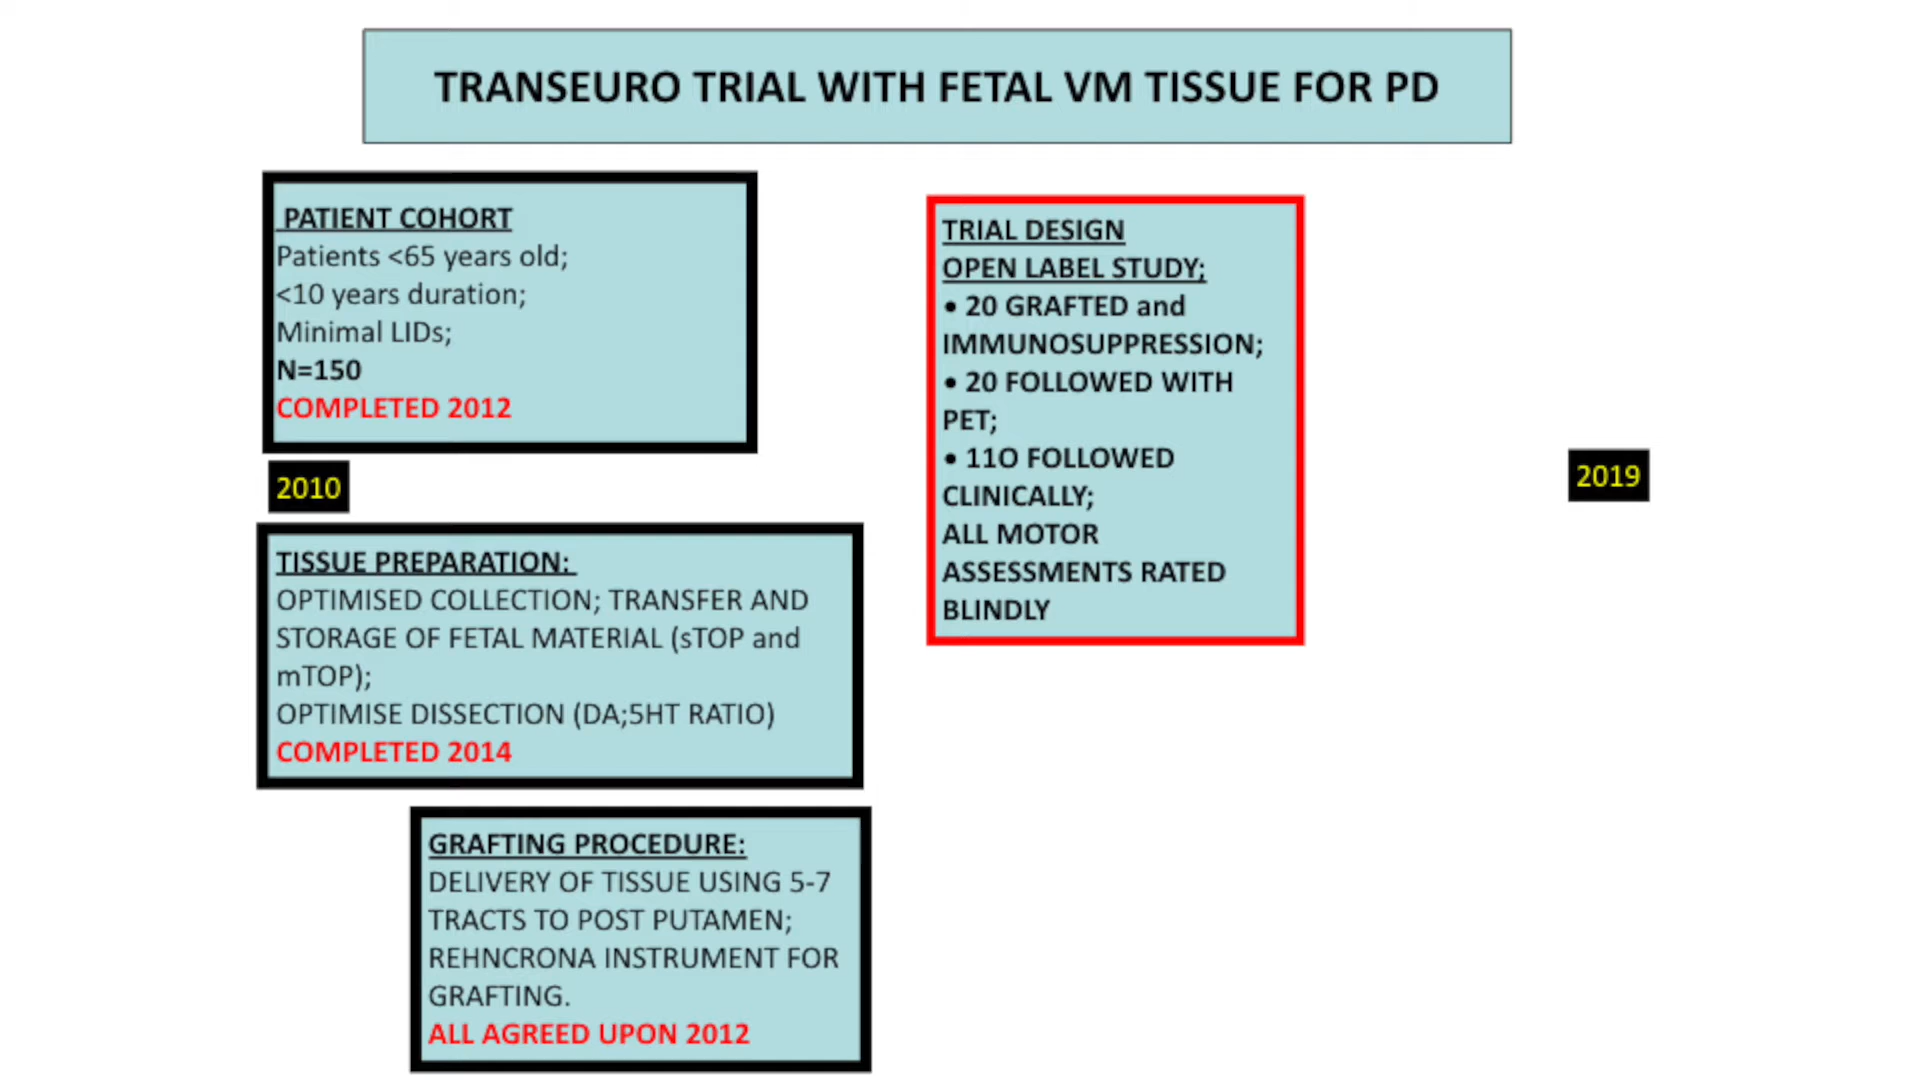 TRANSEURO TRIAL WITH FETAL VM TISSUE FOR PD
PATIENT COHORT
Patients <65 years old;
<10 years duration;
Minimal LIDs;
N=150
COMPLETED 2012
2010
TISSUE PREPARATION:
OPTIMISED COLLECTION; TRANSFER AND
STORAGE OF FETAL MATERIAL (sTOP and
mTOP);
OPTIMISE DISSECTION (DA;5HT RATIO)
COMPLETED 2014
GRAFTING PROCEDURE:
DELIVERY OF TISSUE USING 5-7
TRACTS TO POST PUTAMEN;
REHNCRONA INSTRUMENT FOR
GRAFTING.
ALL AGREED UPON 2012
TRIAL DESIGN
OPEN LABEL STUDY;
• 20 GRAFTED and
IMMUNOSUPPRESSION;
• 20 FOLLOWED WITH
PET;
• 11O FOLLOWED
CLINICALLY;
ALL MOTOR
ASSESSMENTS RATED
BLINDLY
2019